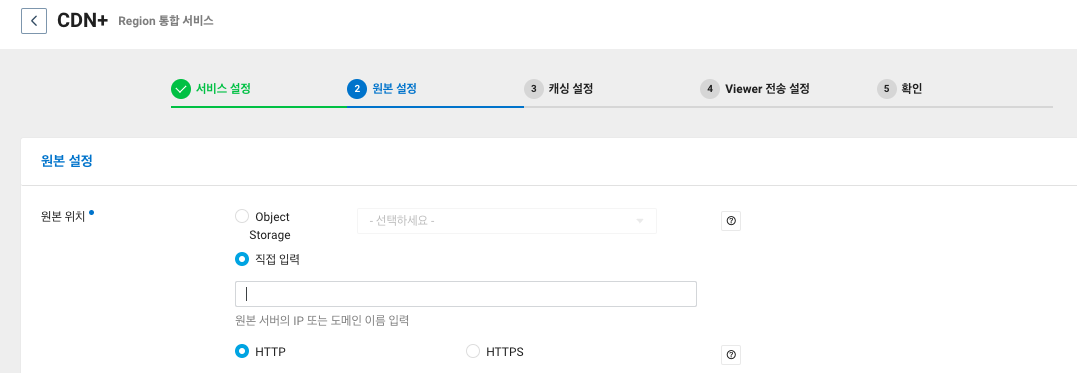 CDN+ Region 통합 서비스
서비스 설정 2 원본 설정 3 캐싱 설정 4 Viewer 전송 설정 5 확인
원본 설정
원본 위치 Object Storage - 선택하세요 - ?
직접 입력
원본 서버의 IP 또는 도메인 이름 입력
HTTP HTTPS ?